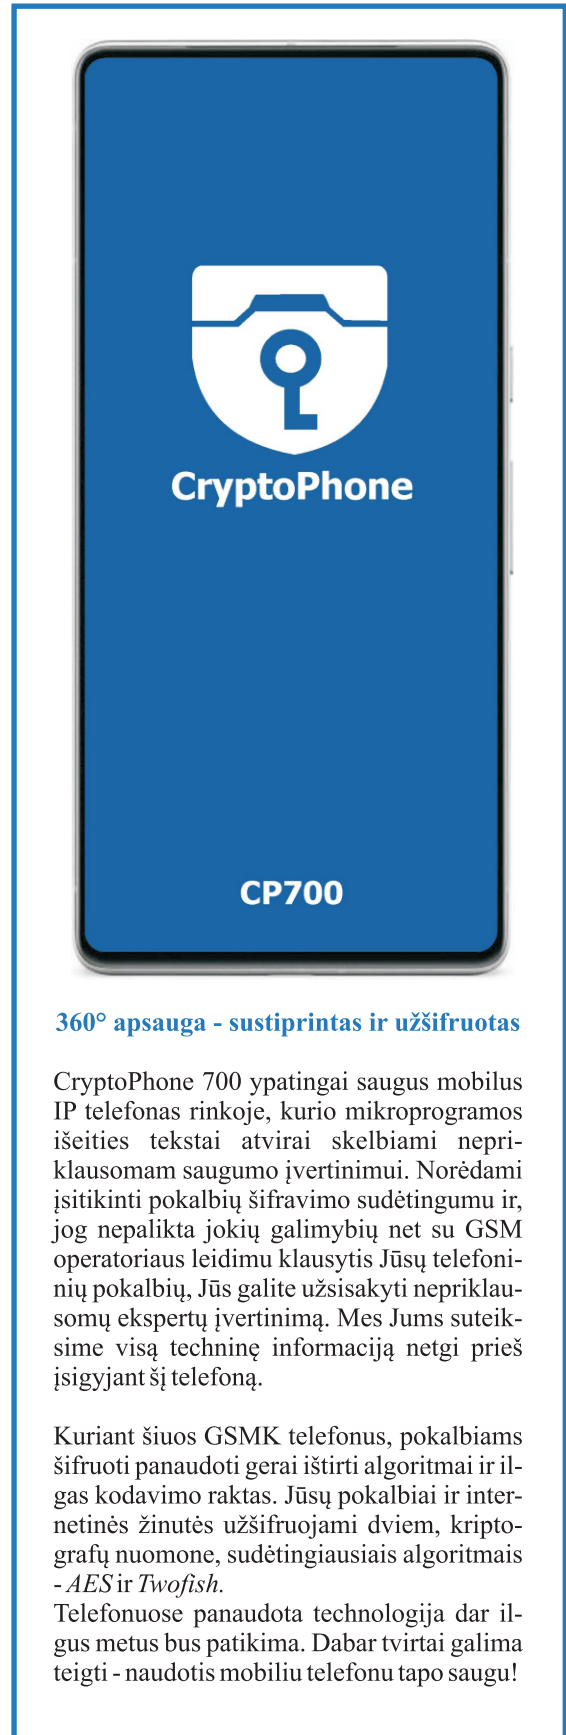 CryptoPhone
CP700
360° apsauga - sustiprintas ir užšifruotas
CryptoPhone 700 ypatingai saugus mobilus
IP telefonas rinkoje, kurio mikroprogramos
išeities tekstai atvirai skelbiami nepri-
klausomam saugumo įvertinimui. Norėdami
įsitikinti pokalbių šifravimo sudėtingumu ir,
jog nepalikta jokių galimybių net su GSM
operatoriaus leidimu klausytis Jūsų telefoni-
nių pokalbių, Jūs galite užsisakyti nepriklau-
somų ekspertų įvertinimą. Mes Jums suteik-
sime visą techninę informaciją netgi prieš
įsigyjant šį telefoną.
Kuriant šiuos GSMK telefonus, pokalbiams
šifruoti panaudoti gerai ištirti algoritmai ir il-
gas kodavimo raktas. Jūsų pokalbiai ir inter-
netinės žinutės užšifruojami dviem, kripto-
grafų nuomone, sudėtingiausiais algoritmais
- AES ir Twofish.
Telefonuose panaudota technologija dar il-
gus metus bus patikima. Dabar tvirtai galima
teigti - naudotis mobiliu telefonu tapo saugu!